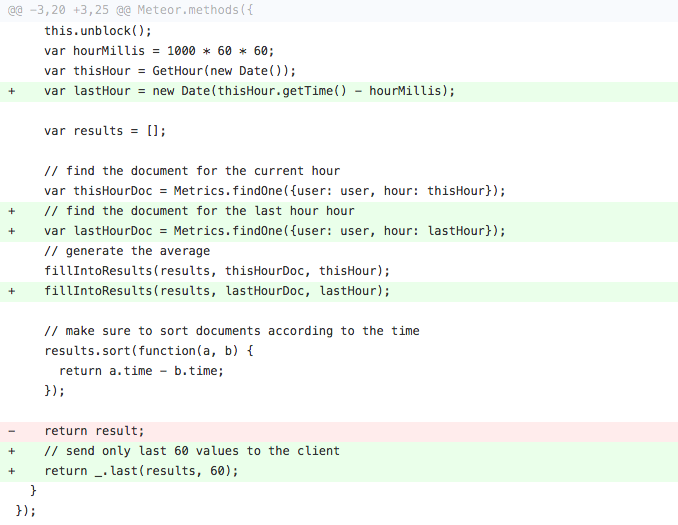 @@ -3,20 +3,25 @@ Meteor.methods({
    this.unblock();
    var hourMillis = 1000 * 60 * 60;
    var thisHour = GetHour(new Date());
+    var lastHour = new Date(thisHour.getTime() - hourMillis);

    var results = [];

    // find the document for the current hour
    var thisHourDoc = Metrics.findOne({user: user, hour: thisHour});
+    // find the document for the last hour hour
+    var lastHourDoc = Metrics.findOne({user: user, hour: lastHour});
    // generate the average
    fillIntoResults(results, thisHourDoc, thisHour);
+    fillIntoResults(results, lastHourDoc, lastHour);

    // make sure to sort documents according to the time
    results.sort(function(a, b) {
      return a.time - b.time;
    });

-    return result;
+    // send only last 60 values to the client
+    return _.last(results, 60);
  }
});